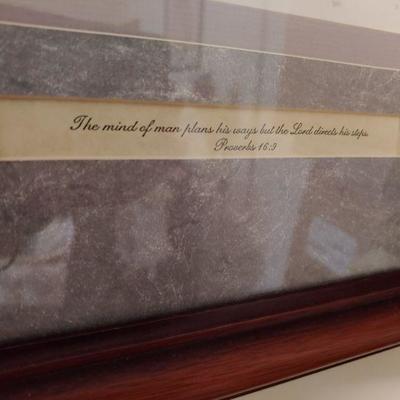 The mind of man plans his ways but the Lord directs his steps.
Proverbs 16:9